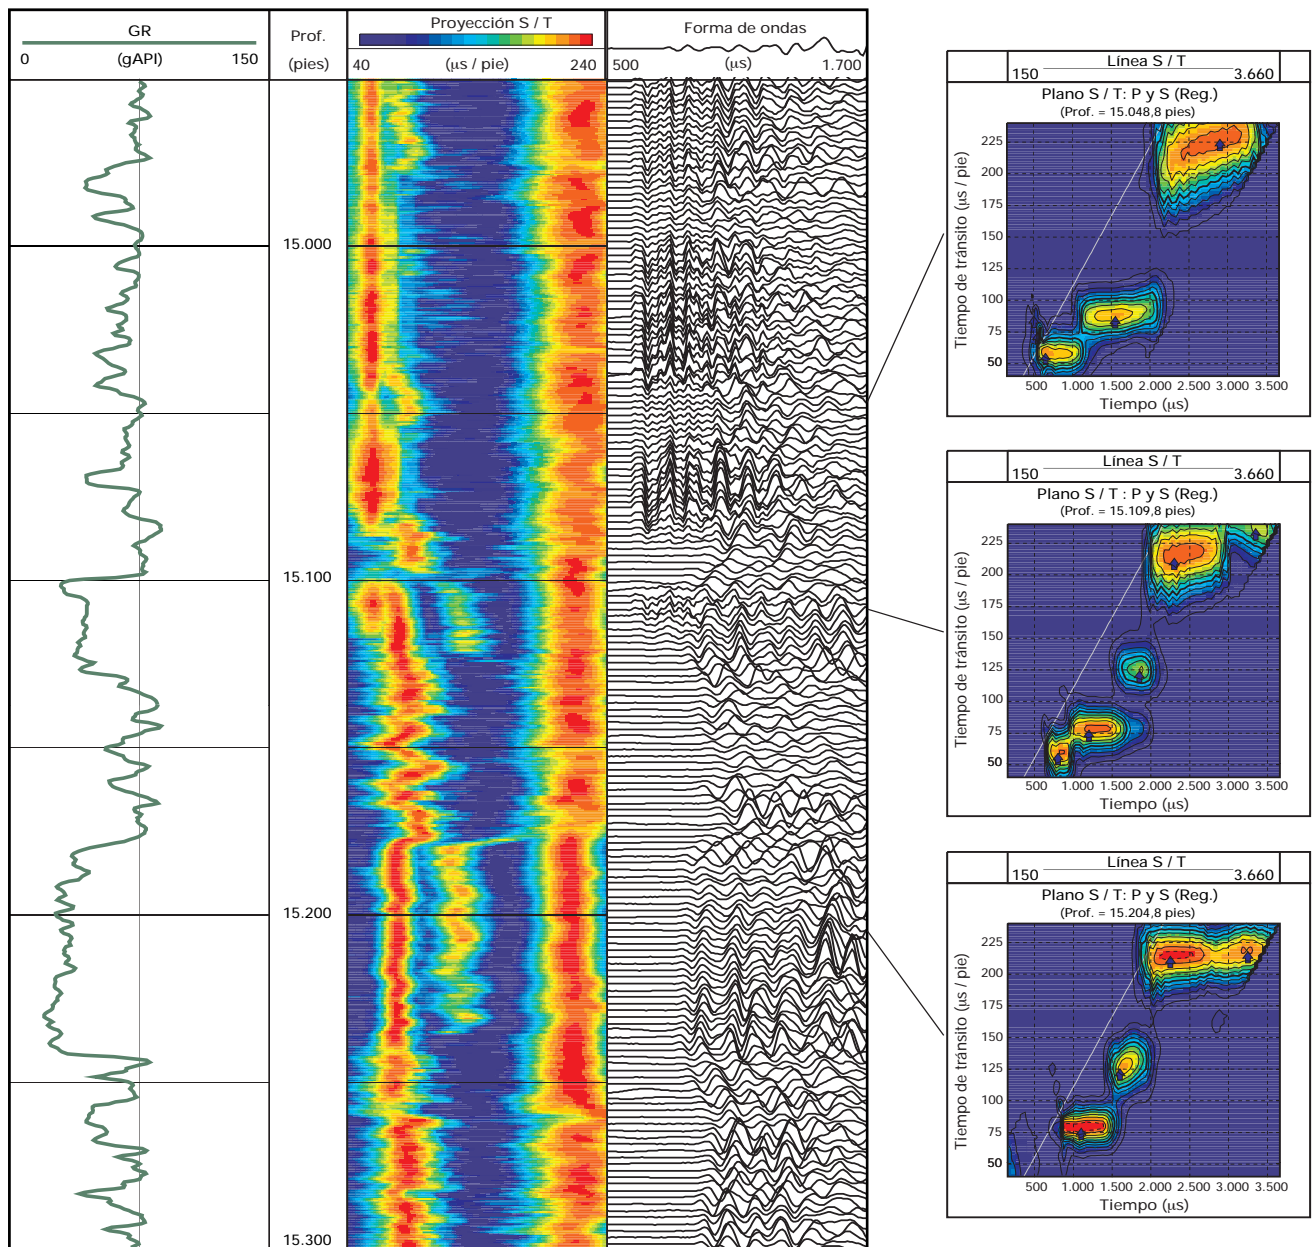 GR
0 (gAPI) 150
Prof.
(pies)
Proyección S / T
40 (µs / pie) 240
Forma de ondas
500 (µs) 1.700
15.000
15.100
15.200
15.300
Línea S / T
150 3.660
Plano S / T: P y S (Reg.)
(Prof. = 15.048,8 pies)
Tiempo de tránsito (µs / pie)
225
200
175
150
125
100
75
50
500 1.000 1.500 2.000 2.500 3.000 3.500
Tiempo (µs)
Línea S / T
150 3.660
Plano S / T : P y S (Reg.)
(Prof. = 15.109,8 pies)
Tiempo de tránsito (µs / pie)
225
200
175
150
125
100
75
50
500 1.000 1.500 2.000 2.500 3.000 3.500
Tiempo (µs)
Línea S / T
150 3.660
Plano S / T: P y S (Reg.)
(Prof. = 15.204,8 pies)
Tiempo de tránsito (µs / pie)
225
200
175
150
125
100
75
50
500 1.000 1.500 2.000 2.500 3.000 3.500
Tiempo (µs)